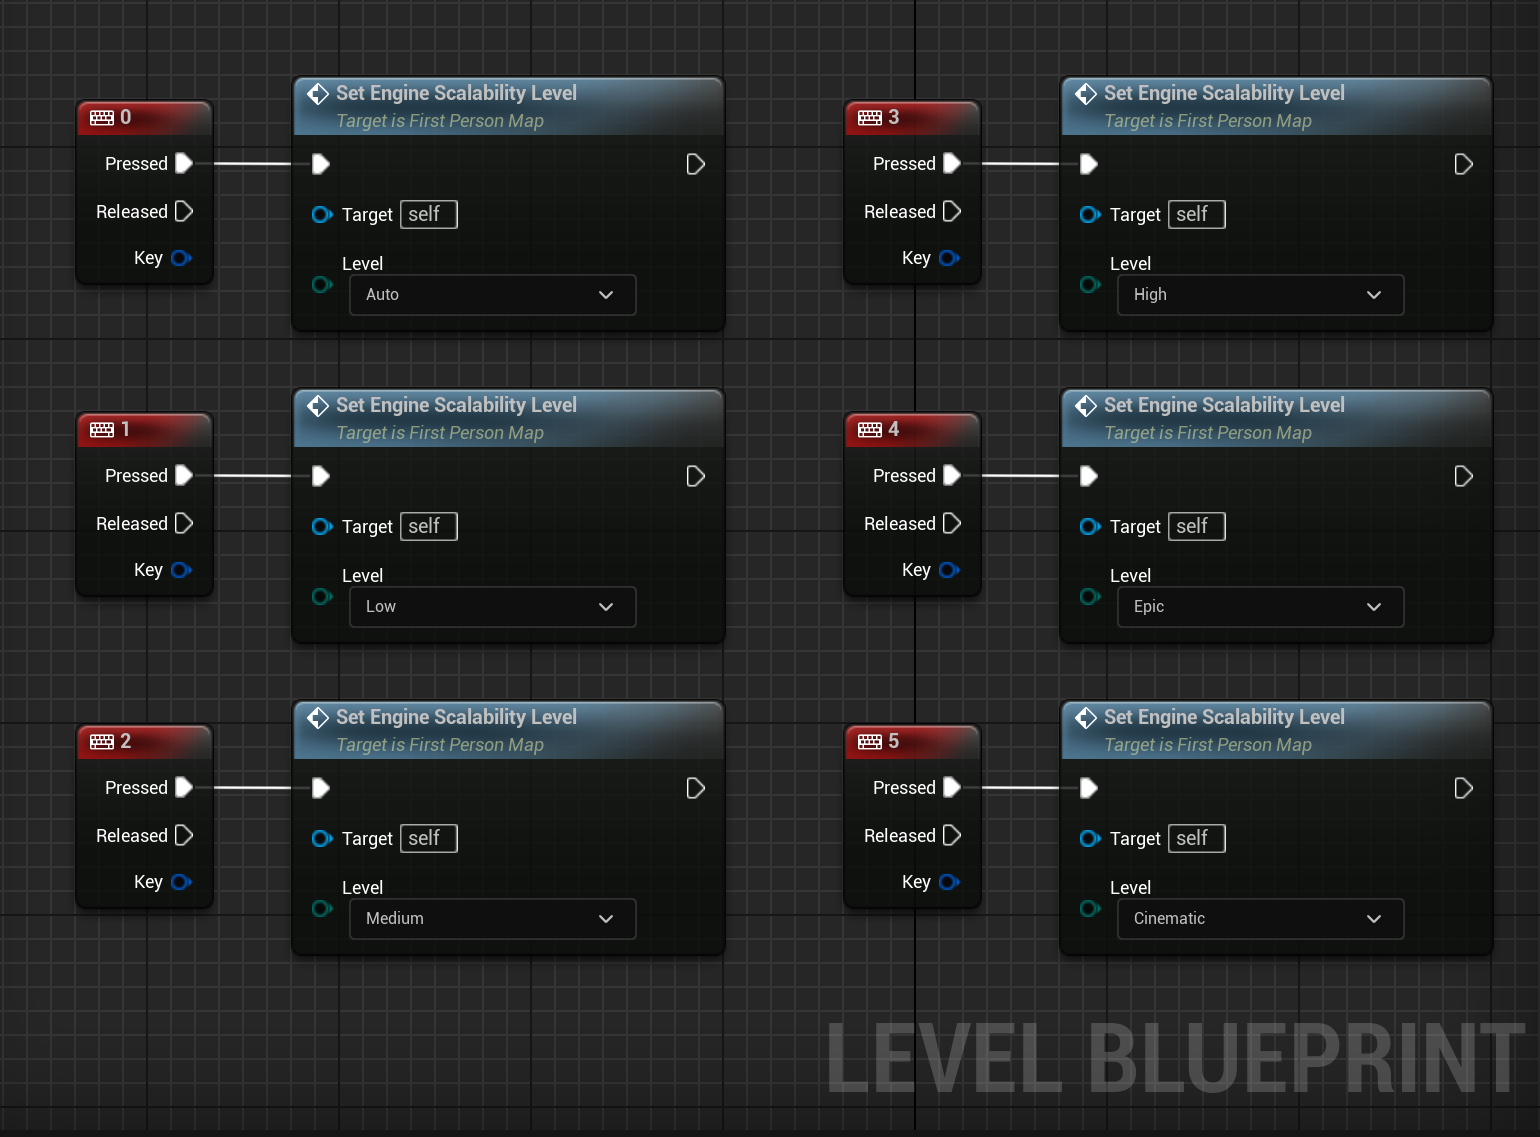 0
Pressed
Released
Key
Set Engine Scalability Level
Target is First Person Map
Target self
Level
Auto
3
Pressed
Released
Key
Set Engine Scalability Level
Target is First Person Map
Target self
Level
High
1
Pressed
Released
Key
Set Engine Scalability Level
Target is First Person Map
Target self
Level
Low
4
Pressed
Released
Key
Set Engine Scalability Level
Target is First Person Map
Target self
Level
Epic
2
Pressed
Released
Key
Set Engine Scalability Level
Target is First Person Map
Target self
Level
Medium
5
Pressed
Released
Key
Set Engine Scalability Level
Target is First Person Map
Target self
Level
Cinematic
LEVEL BLUEPRINT